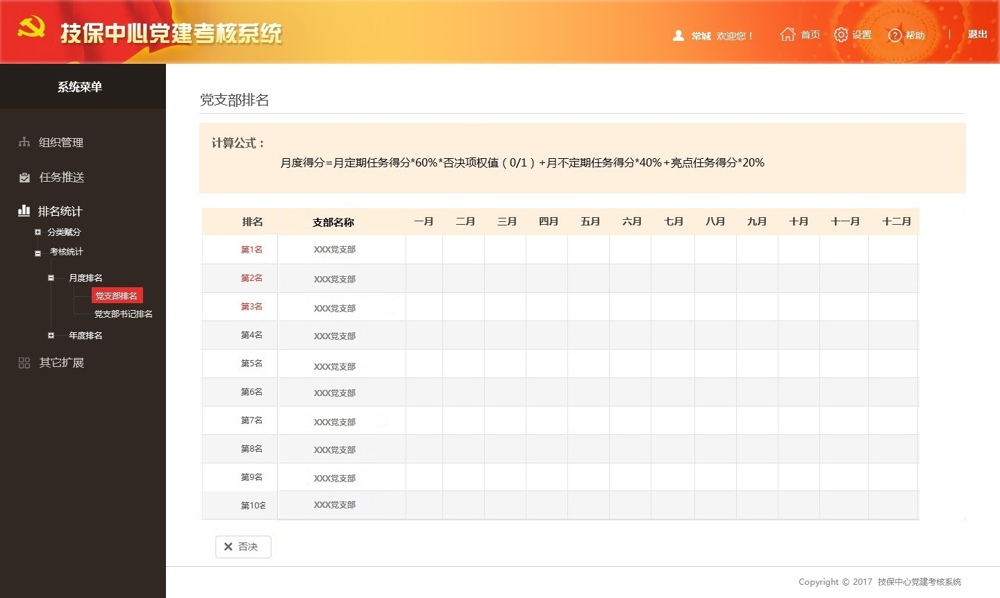 技保中心党建考核系统
常城 欢迎您！ 首页 设置 帮助 退出
系统菜单
组织管理
任务推送
排名统计
分类赋分
考核统计
月度排名
党支部排名
党支部书记排名
年度排名
其它扩展
党支部排名
计算公式：
月度得分=月定期任务得分*60%*否决项权值（0/1）+月不定期任务得分*40%+亮点任务得分*20%
排名 支部名称 一月 二月 三月 四月 五月 六月 七月 八月 九月 十月 十一月 十二月
第1名 XXX党支部
第2名 XXX党支部
第3名 XXX党支部
第4名 XXX党支部
第5名 XXX党支部
第6名 XXX党支部
第7名 XXX党支部
第8名 XXX党支部
第9名 XXX党支部
第10名 XXX党支部
否决
Copyright © 2017 技保中心党建考核系统